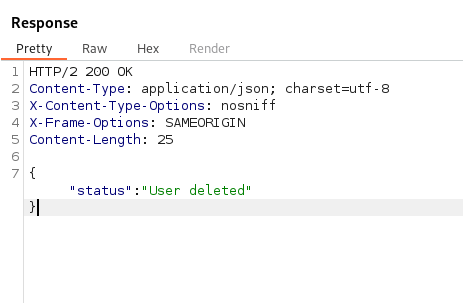 Response
Pretty Raw Hex Render
1 HTTP/2 200 OK
2 Content-Type: application/json; charset=utf-8
3 X-Content-Type-Options: nosniff
4 X-Frame-Options: SAMEORIGIN
5 Content-Length: 25
6
7 {
"status":"User deleted"
}